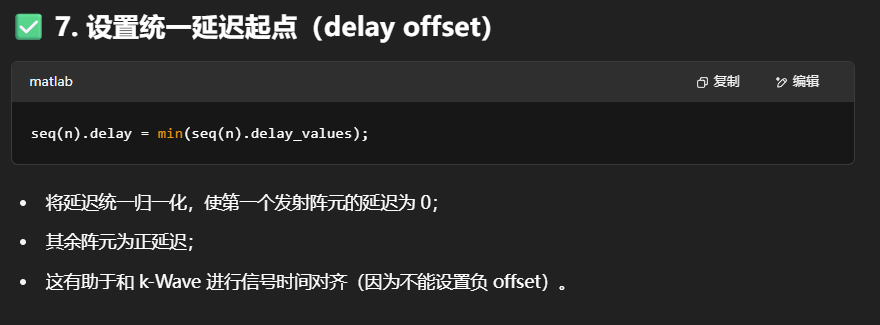 ✅ 7. 设置统一延迟起点（delay offset）
matlab 复制 编辑
seq(n).delay = min(seq(n).delay_values);
• 将延迟统一归一化，使第一个发射阵元的延迟为 0；
• 其余阵元为正延迟；
• 这有助于和 k-Wave 进行信号时间对齐（因为不能设置负 offset）。